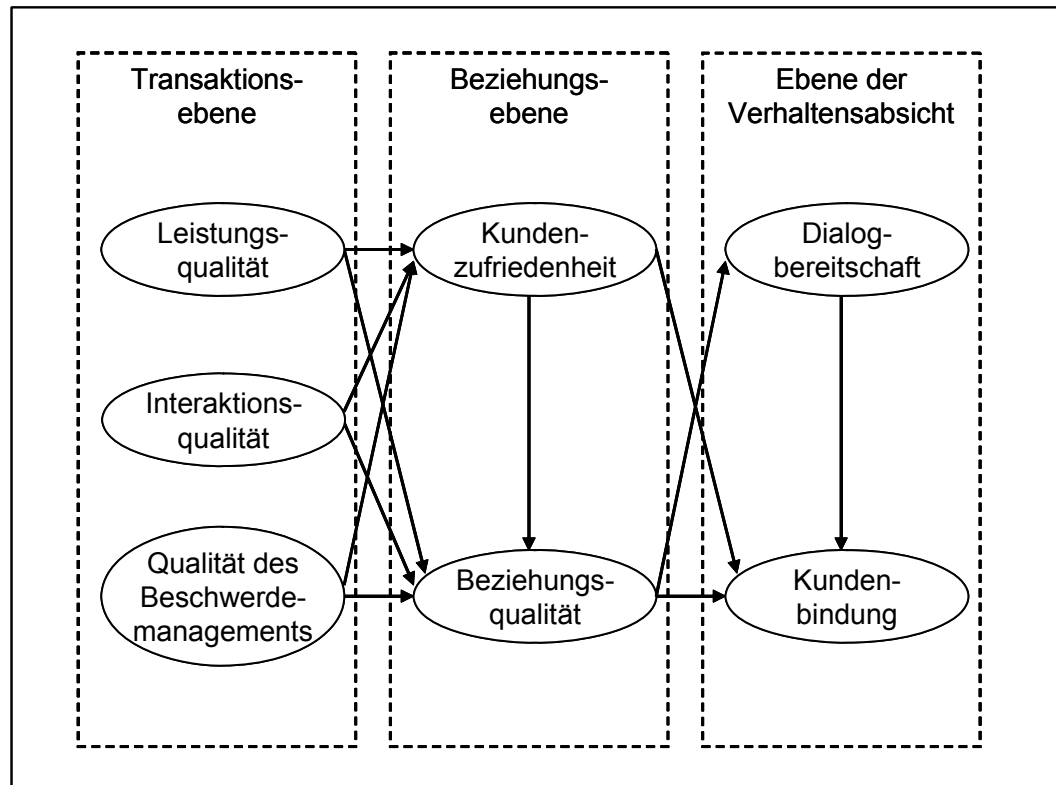 Transaktions-
ebene
Beziehungs-
ebene
Ebene der
Verhaltensabsicht
Leistungs-
qualität
Kunden-
zufriedenheit
Dialog-
bereitschaft
Interaktions-
qualität
Qualität des
Beschwerde-
managements
Beziehungs-
qualität
Kunden-
bindung